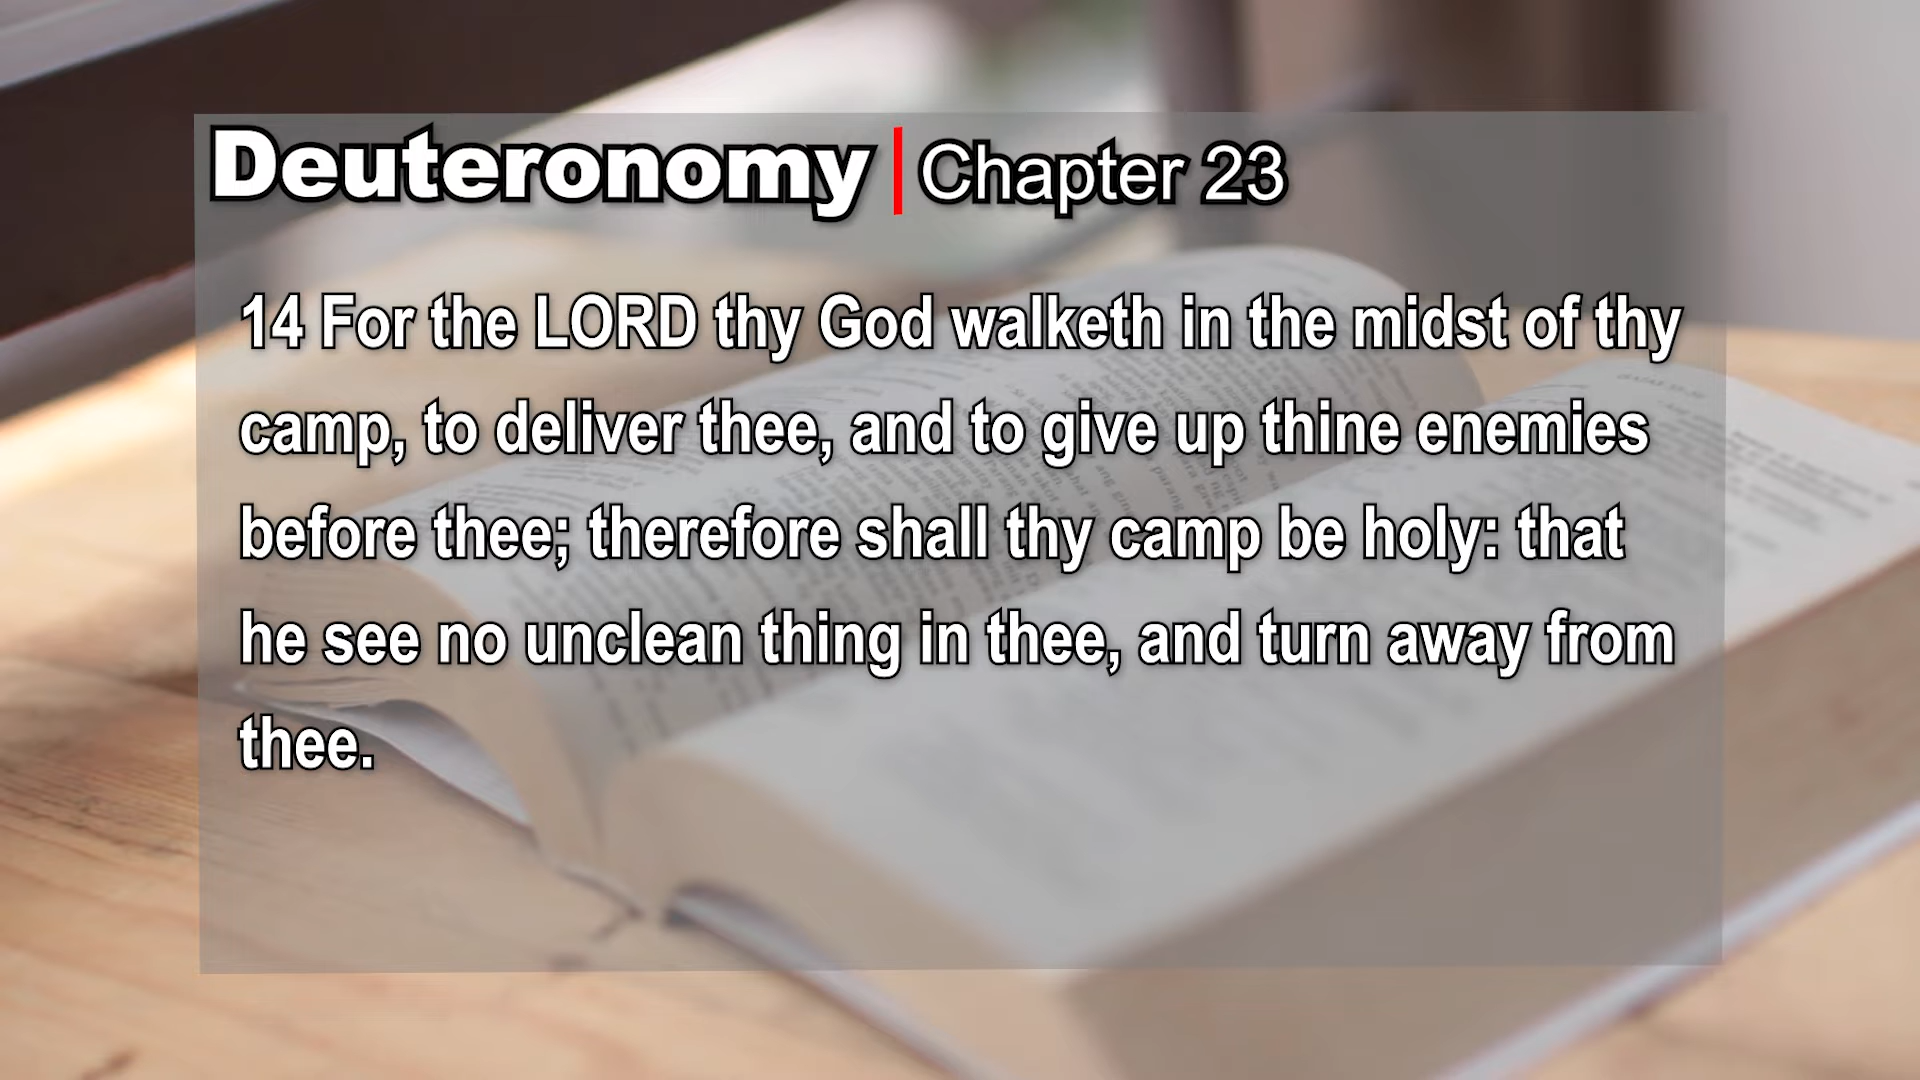 Deuteronomy | Chapter 23
14 For the LORD thy God walketh in the midst of thy
camp, to deliver thee, and to give up thine enemies
before thee; therefore shall thy camp be holy: that
he see no unclean thing in thee, and turn away from
thee.